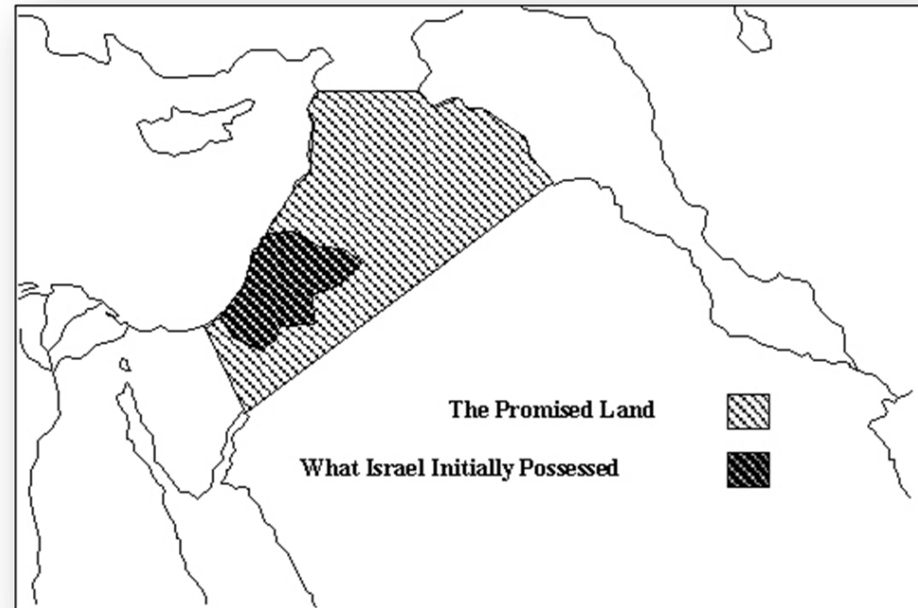 The Promised Land
What Israel Initially Possessed